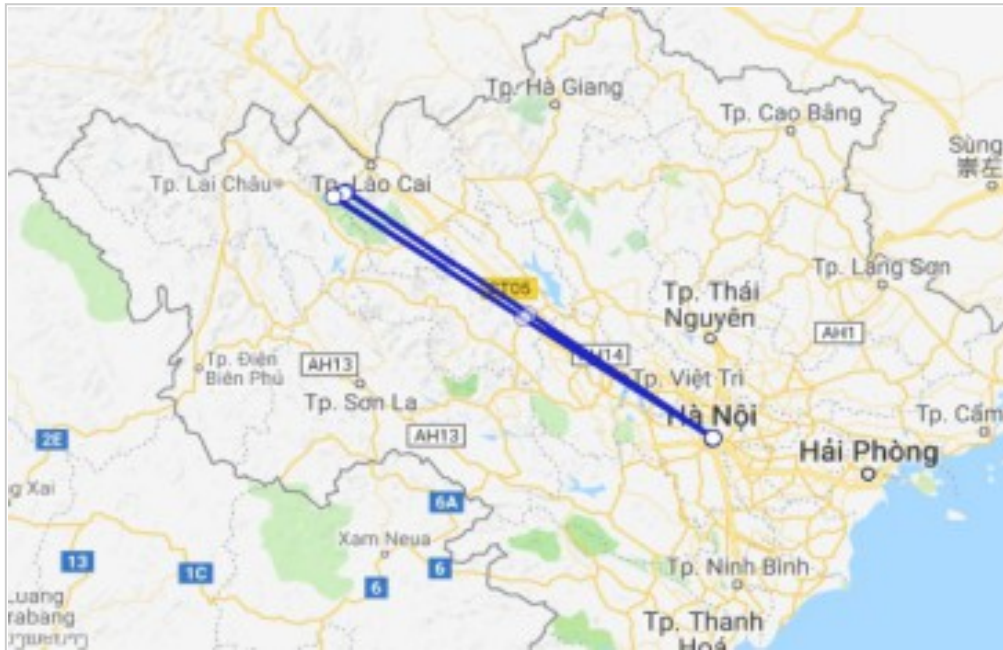 Tp. Hà Giang
Tp. Cao Bằng
Sùng
崇左
Tp. Lai Châu
Tp. Lào Cai
CT05
Tp. Lạng Sơn
Tp. Thái
Nguyên
AH1
AH14
Tp. Điện
Biên Phủ
AH13
Tp. Việt Trì
Tp. Sơn La
Hà Nội
Tp. Cẩm
2E
AH13
Hải Phòng
g Xai
6A
Xam Neua
13
1C
6
6
Tp. Ninh Bình
Luang
rabang
Tp. Thanh
Hoá